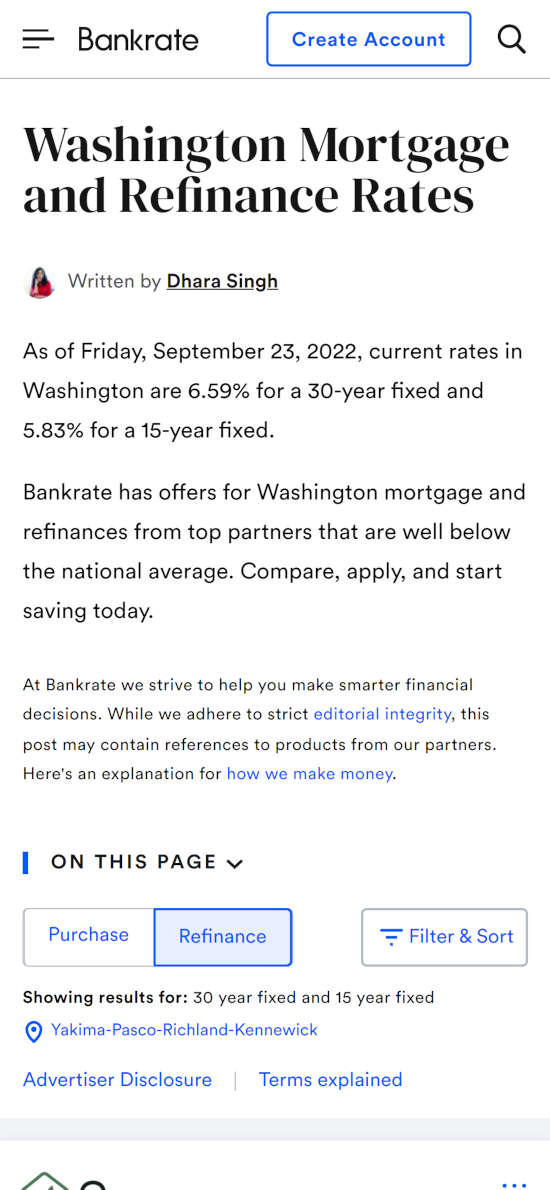 Bankrate
Create Account
Washington Mortgage
and Refinance Rates
Written by Dhara Singh
As of Friday, September 23, 2022, current rates in
Washington are 6.59% for a 30-year fixed and
5.83% for a 15-year fixed.
Bankrate has offers for Washington mortgage and
refinances from top partners that are well below
the national average. Compare, apply, and start
saving today.
At Bankrate we strive to help you make smarter financial
decisions. While we adhere to strict editorial integrity, this
post may contain references to products from our partners.
Here's an explanation for how we make money.
ON THIS PAGE
Purchase Refinance Filter & Sort
Showing results for: 30 year fixed and 15 year fixed
Yakima-Pasco-Richland-Kennewick
Advertiser Disclosure | Terms explained